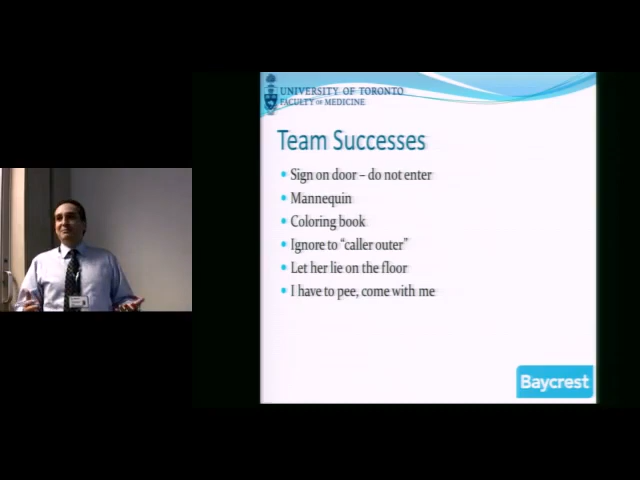 UNIVERSITY OF TORONTO
FACULTY OF MEDICINE
Team Successes
• Sign on door – do not enter
• Mannequin
• Coloring book
• Ignore to “caller outer”
• Let her lie on the floor
• I have to pee, come with me
Baycrest